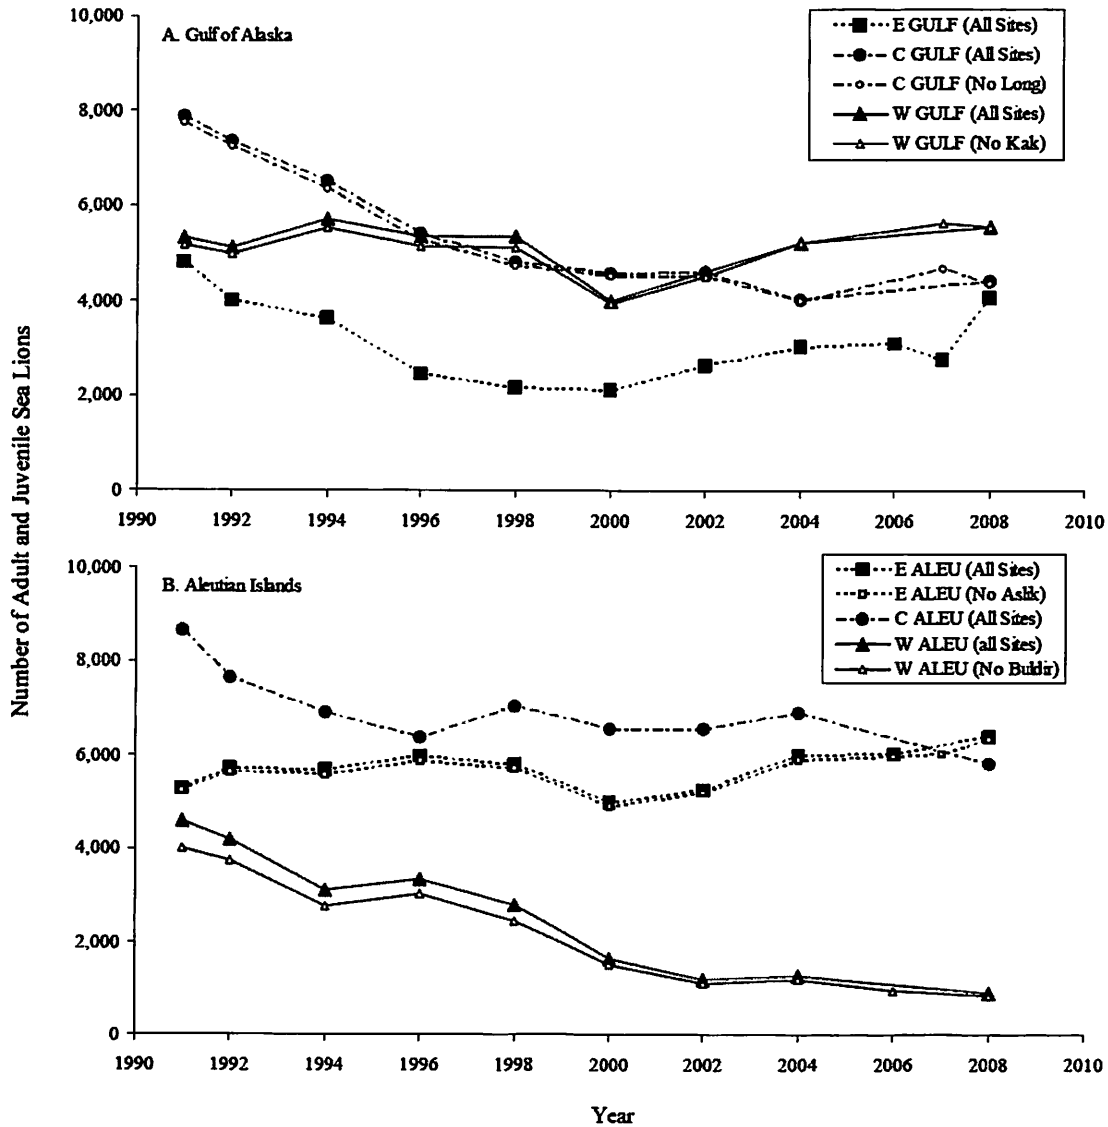 A. Gulf of Alaska
E GULF (All Sites)
C GULF (All Sites)
C GULF (No Long)
W GULF (All Sites)
W GULF (No Kak)
10,000
8,000
6,000
4,000
2,000
0
1990 1992 1994 1996 1998 2000 2002 2004 2006 2008 2010
Number of Adult and Juvenile Sea Lions
B. Aleutian Islands
E ALEU (All Sites)
E ALEU (No Aslik)
C ALEU (All Sites)
W ALEU (all Sites)
W ALEU (No Buldir)
10,000
8,000
6,000
4,000
2,000
0
1990 1992 1994 1996 1998 2000 2002 2004 2006 2008 2010
Year